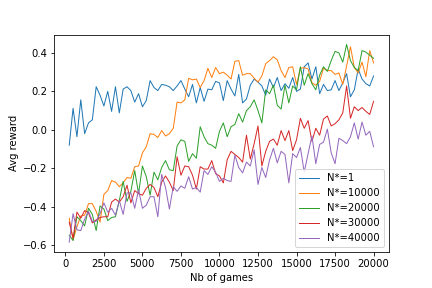 Avg reward
0.4
0.2
0.0
−0.2
−0.4
−0.6
0
2500
5000
7500
10000
12500
15000
17500
20000
Nb of games
N*=1
N*=10000
N*=20000
N*=30000
N*=40000